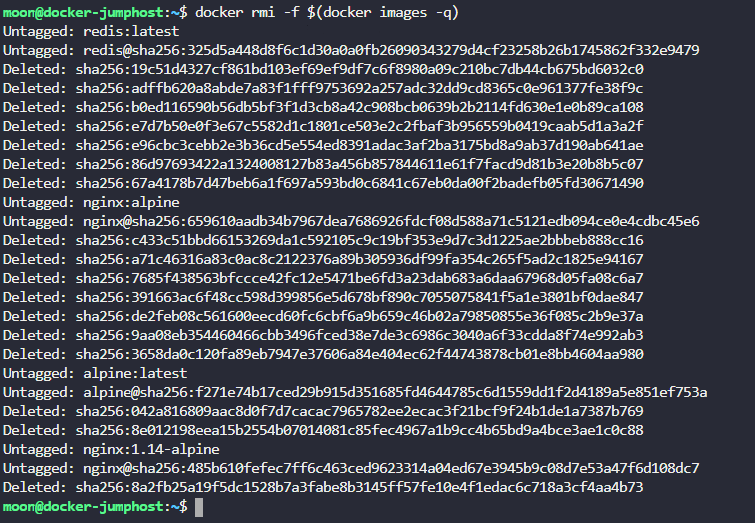 moon@docker-jumphost:~$ docker rmi -f $(docker images -q)
Untagged: redis:latest
Untagged: redis@sha256:325d5a448d8f6c1d30a0a0fb26090343279d4cf23258b26b1745862f332e9479
Deleted: sha256:19c51d4327cf861bd103ef69ef9df7c6f8980a09c210bc7db44cb675bd6032c0
Deleted: sha256:adffb620a8abde7a83f1fff9753692a257adc32dd9cd8365c0e961377fe38f9c
Deleted: sha256:b0ed116590b56db5bf3f1d3cb8a42c908bcb0639b2b2114fd630e1e0b89ca108
Deleted: sha256:e7d7b50e0f3e67c5582d1c1801ce503e2c2fbaf3b956559b0419caab5d1a3a2f
Deleted: sha256:e96cbc3cebb2e3b36cd5e554ed8391adac3af2ba3175bd8a9ab37d190ab641ae
Deleted: sha256:86d97693422a1324008127b83a456b857844611e61f7facd9d81b3e20b8b5c07
Deleted: sha256:67a4178b7d47beb6a1f697a593bd0c6841c67eb0da00f2badefb05fd30671490
Untagged: nginx:alpine
Untagged: nginx@sha256:659610aadb34b7967dea7686926fdcf08d588a71c5121edb094ce0e4cdbc45e6
Deleted: sha256:c433c51bbd66153269da1c592105c9c19bf353e9d7c3d1225ae2bbbeb888cc16
Deleted: sha256:a71c46316a83c0ac8c2122376a89b305936df99fa354c265f5ad2c1825e94167
Deleted: sha256:7685f438563bfccce42fc12e5471be6fd3a23dab683a6daa67968d05fa08c6a7
Deleted: sha256:391663ac6f48cc598d399856e5d678bf890c7055075841f5a1e3801bf0dae847
Deleted: sha256:de2feb08c561600eecd60fc6cbf6a9b659c46b02a79850855e36f085c2b9e37a
Deleted: sha256:9aa08eb354460466cbb3496fced38e7de3c6986c3040a6f33cdda8f74e992ab3
Deleted: sha256:3658da0c120fa89eb7947e37606a84e404ec62f44743878cb01e8bb4604aa980
Untagged: alpine:latest
Untagged: alpine@sha256:f271e74b17ced29b915d351685fd4644785c6d1559dd1f2d4189a5e851ef753a
Deleted: sha256:042a816809aac8d0f7d7cacac7965782ee2ecac3f21bcf9f24b1de1a7387b769
Deleted: sha256:8e012198eea15b2554b07014081c85fec4967a1b9cc4b65bd9a4bce3ae1c0c88
Untagged: nginx:1.14-alpine
Untagged: nginx@sha256:485b610fefec7ff6c463ced9623314a04ed67e3945b9c08d7e53a47f6d108dc7
Deleted: sha256:8a2fb25a19f5dc1528b7a3fabe8b3145ff57fe10e4f1edac6c718a3cf4aa4b73
moon@docker-jumphost:~$